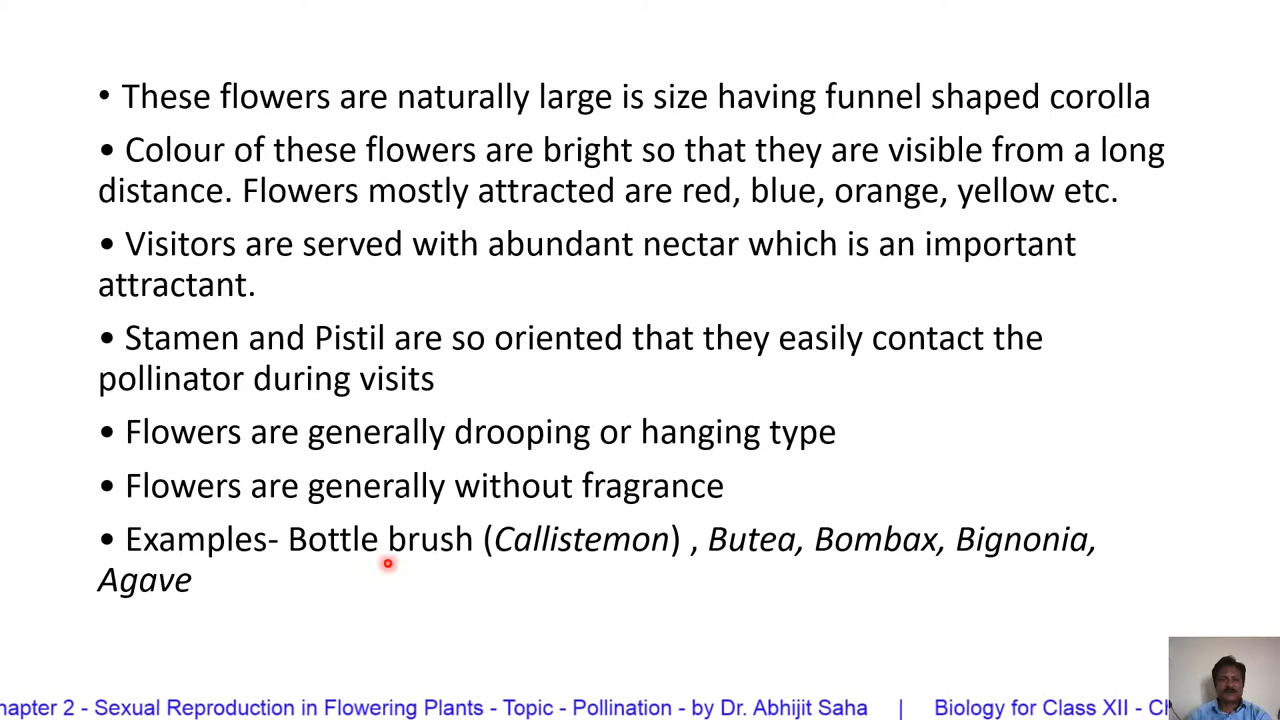 • These flowers are naturally large is size having funnel shaped corolla
• Colour of these flowers are bright so that they are visible from a long
distance. Flowers mostly attracted are red, blue, orange, yellow etc.
• Visitors are served with abundant nectar which is an important
attractant.
• Stamen and Pistil are so oriented that they easily contact the
pollinator during visits
• Flowers are generally drooping or hanging type
• Flowers are generally without fragrance
• Examples- Bottle brush (Callistemon) , Butea, Bombax, Bignonia,
Agave
hapter 2 - Sexual Reproduction in Flowering Plants - Topic - Pollination - by Dr. Abhijit Saha | Biology for Class XII - Cl